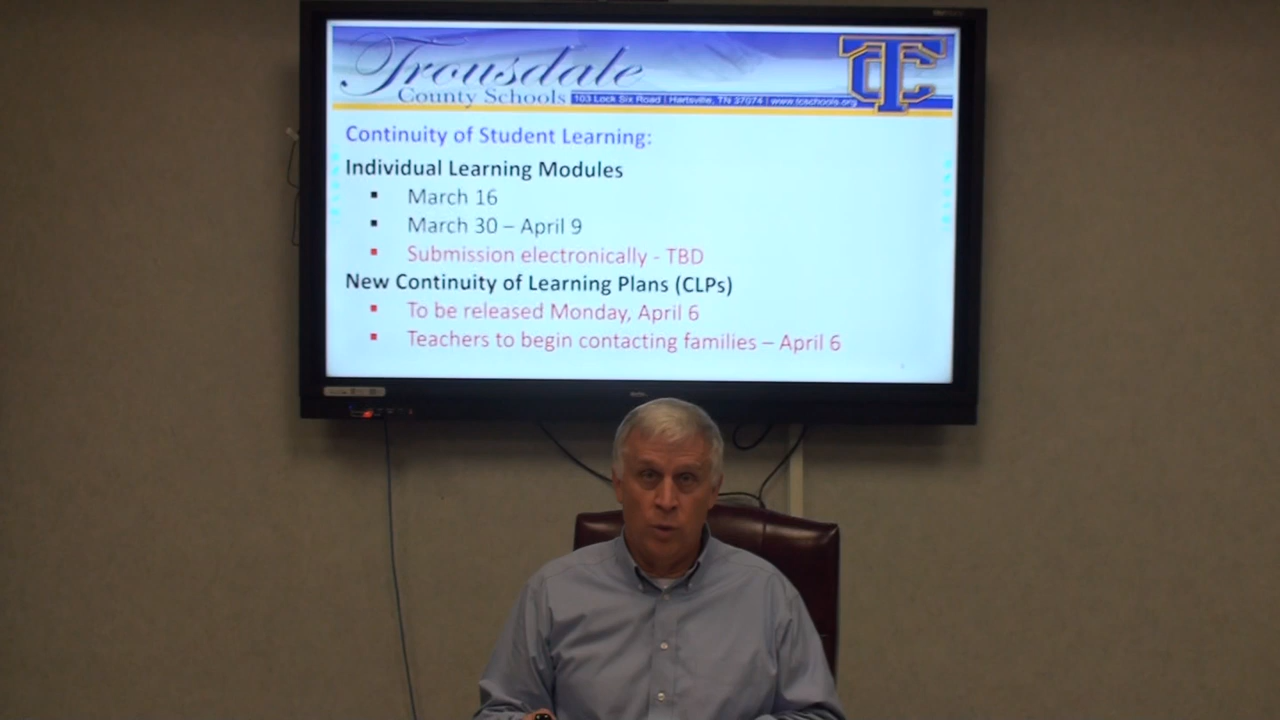 Trousdale
County Schools 103 Lock Six Road | Hartsville, TN 37074 | www.tcschools.org
TC
Continuity of Student Learning:
Individual Learning Modules
▪ March 16
▪ March 30 – April 9
▪ Submission electronically - TBD
New Continuity of Learning Plans (CLPs)
▪ To be released Monday, April 6
▪ Teachers to begin contacting families – April 6